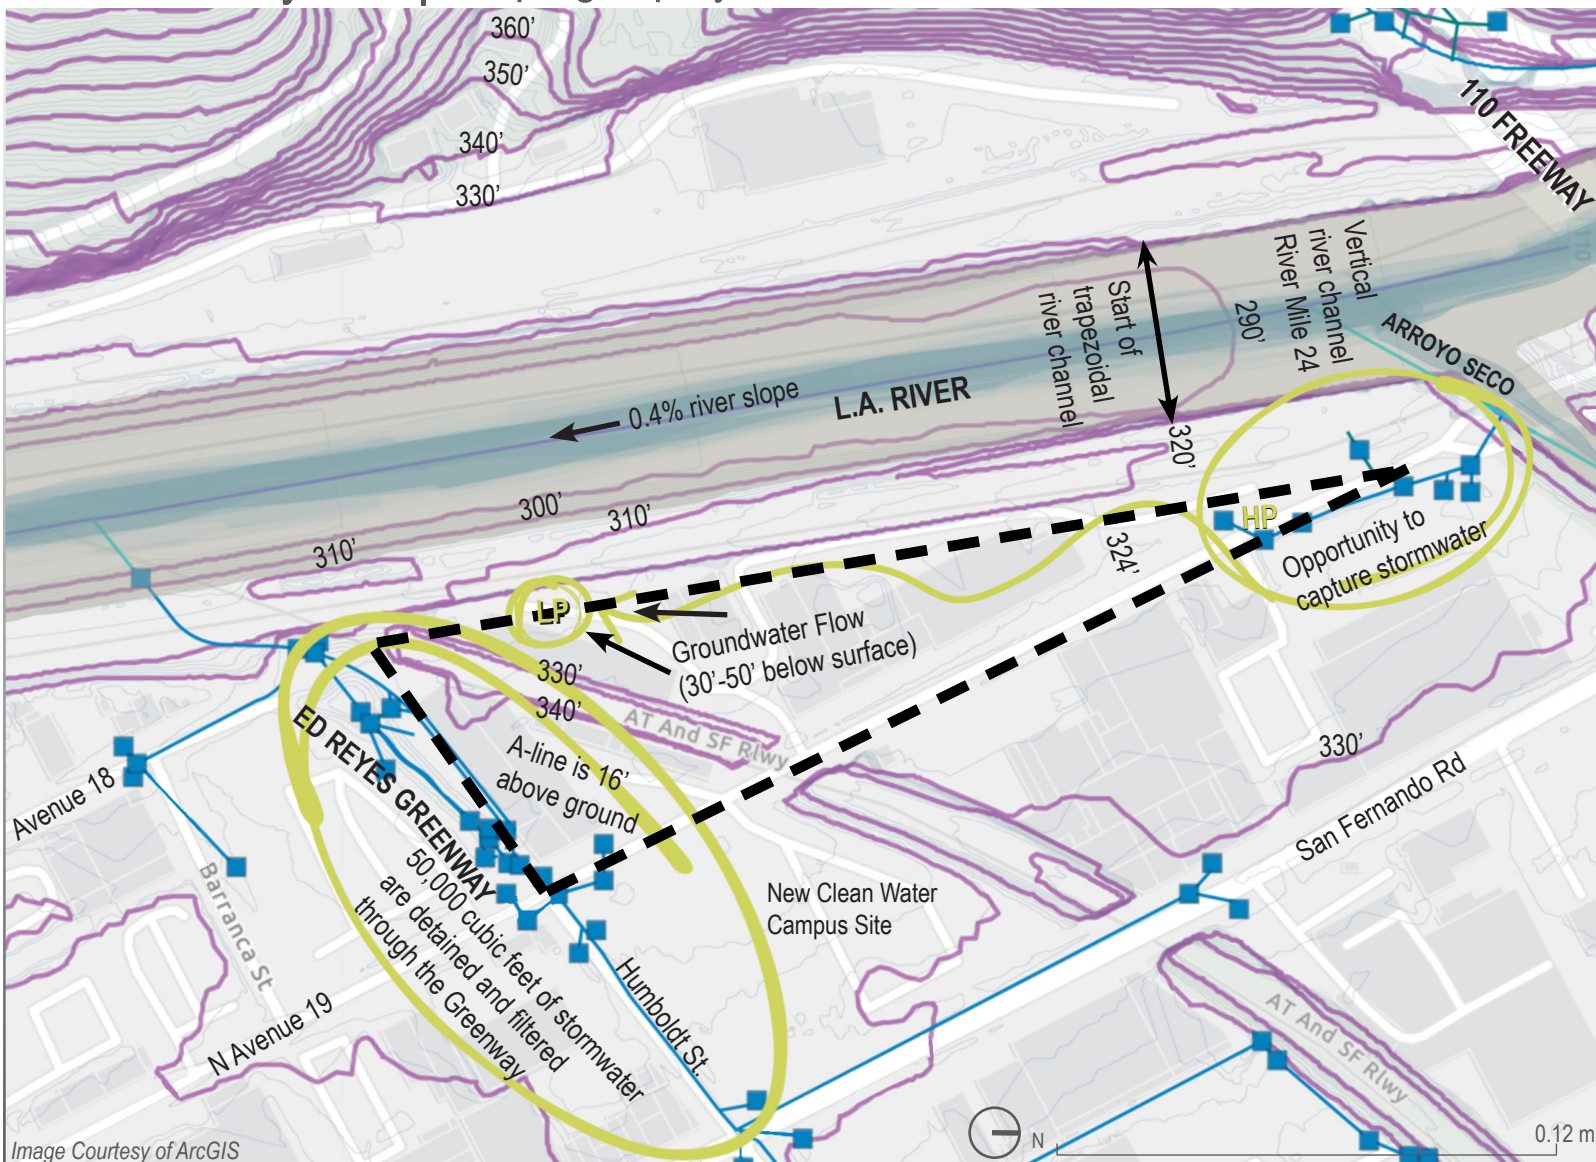 360’
350’
340’
330’
110 FREEWAY
110
Vertical
river channel
River Mile 24
290’
Start of
trapezoidal
river channel
ARROYO SECO
0.4% river slope
L.A. RIVER
320’
300’
310’
310’
HP
324’
Opportunity to
capture stormwater
LP
Groundwater Flow
(30’-50’ below surface)
330’
340’
AT And SF Rlwy
A-line is 16’
above ground
ED REYES GREENWAY
330’
San Fernando Rd
Avenue 18
Barranca St
50,000 cubic feet of stormwater
are detained and filtered
through the Greenway
New Clean Water
Campus Site
N Avenue 19
Humboldt St.
AT And SF Rlwy
N
0.12 m
Image Courtesy of ArcGIS